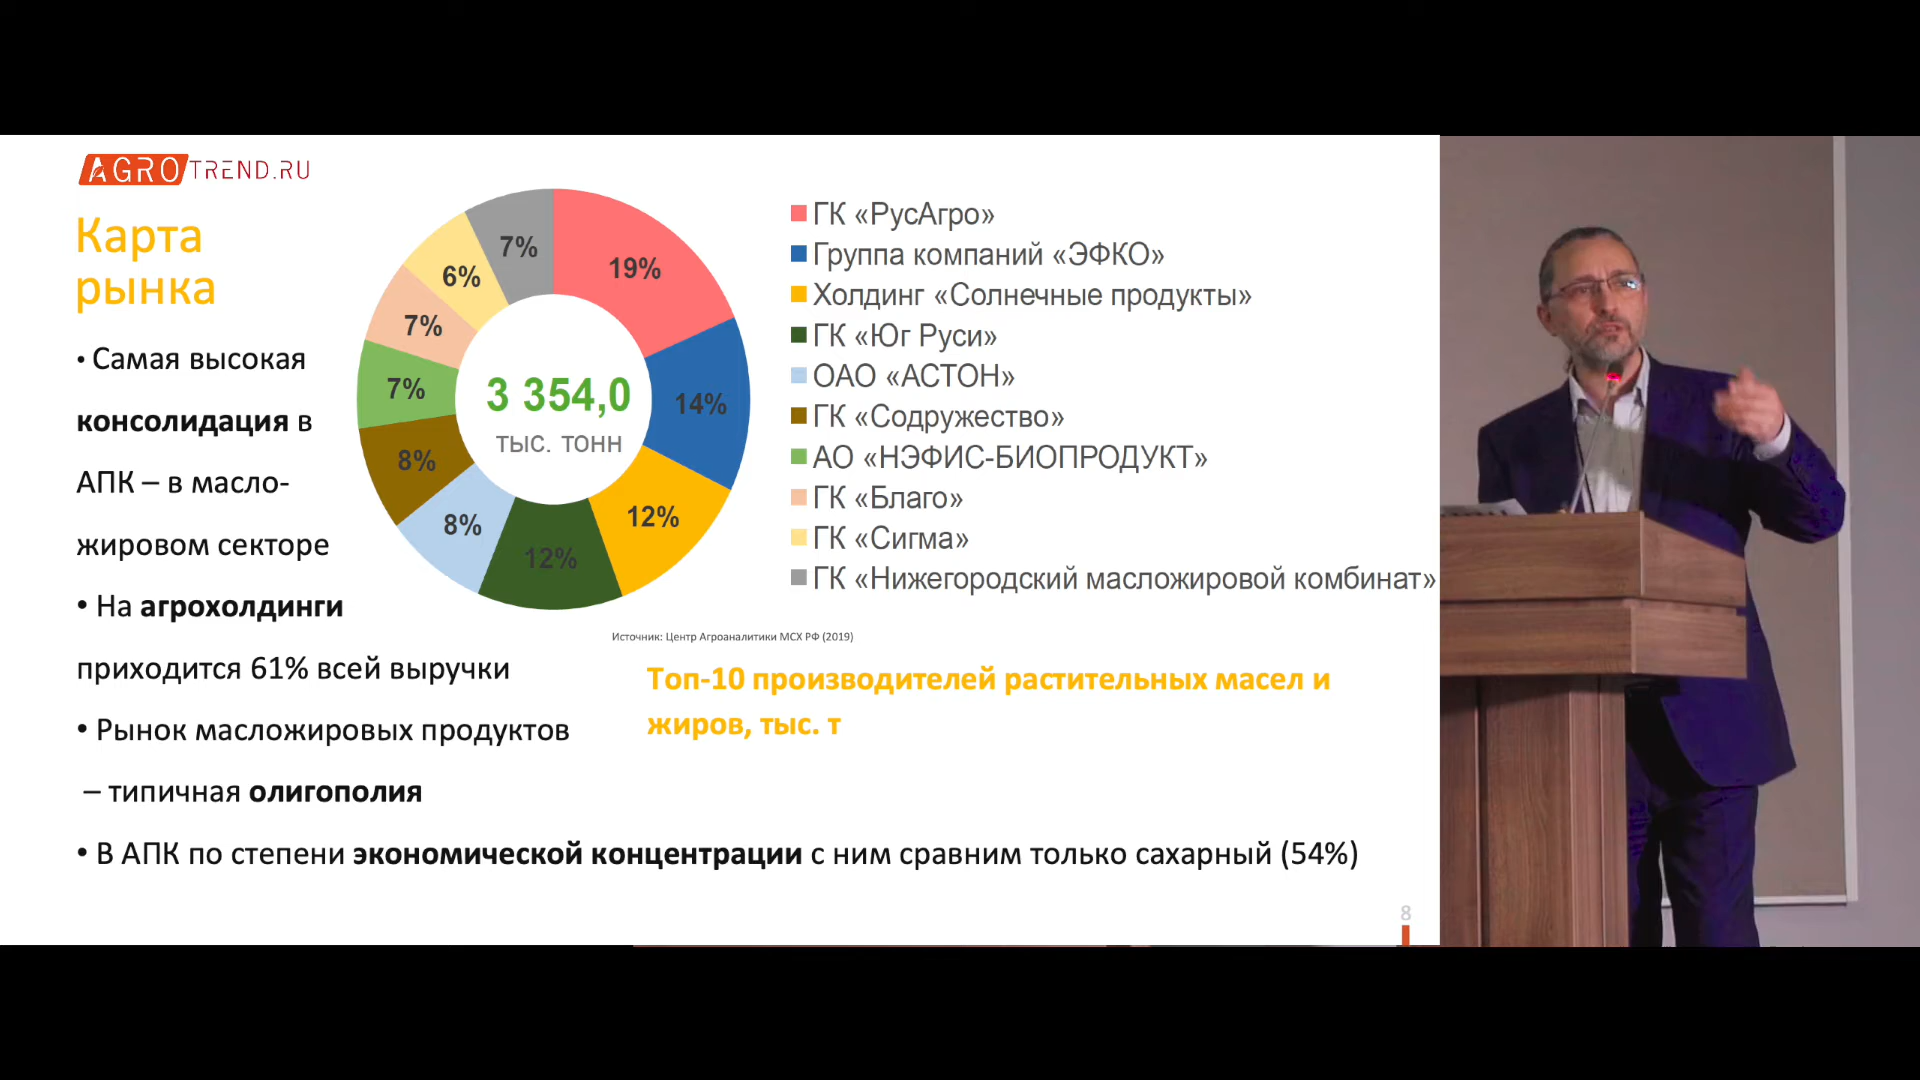 AGROTREND.RU
Карта
рынка
• Самая высокая
консолидация в
АПК – в масло-
жировом секторе
• На агрохолдинги
приходится 61% всей выручки
• Рынок масложировых продуктов
– типичная олигополия
• В АПК по степени экономической концентрации с ним сравним только сахарный (54%)
19%
14%
12%
12%
8%
8%
7%
7%
6%
7%
3 354,0
тыс. тонн
ГК «РусАгро»
Группа компаний «ЭФКО»
Холдинг «Солнечные продукты»
ГК «Юг Руси»
ОАО «АСТОН»
ГК «Содружество»
АО «НЭФИС-БИОПРОДУКТ»
ГК «Благо»
ГК «Сигма»
ГК «Нижегородский масложировой комбинат»
Источник: Центр Агроаналитики МСХ РФ (2019)
Топ-10 производителей растительных масел и
жиров, тыс. т
8